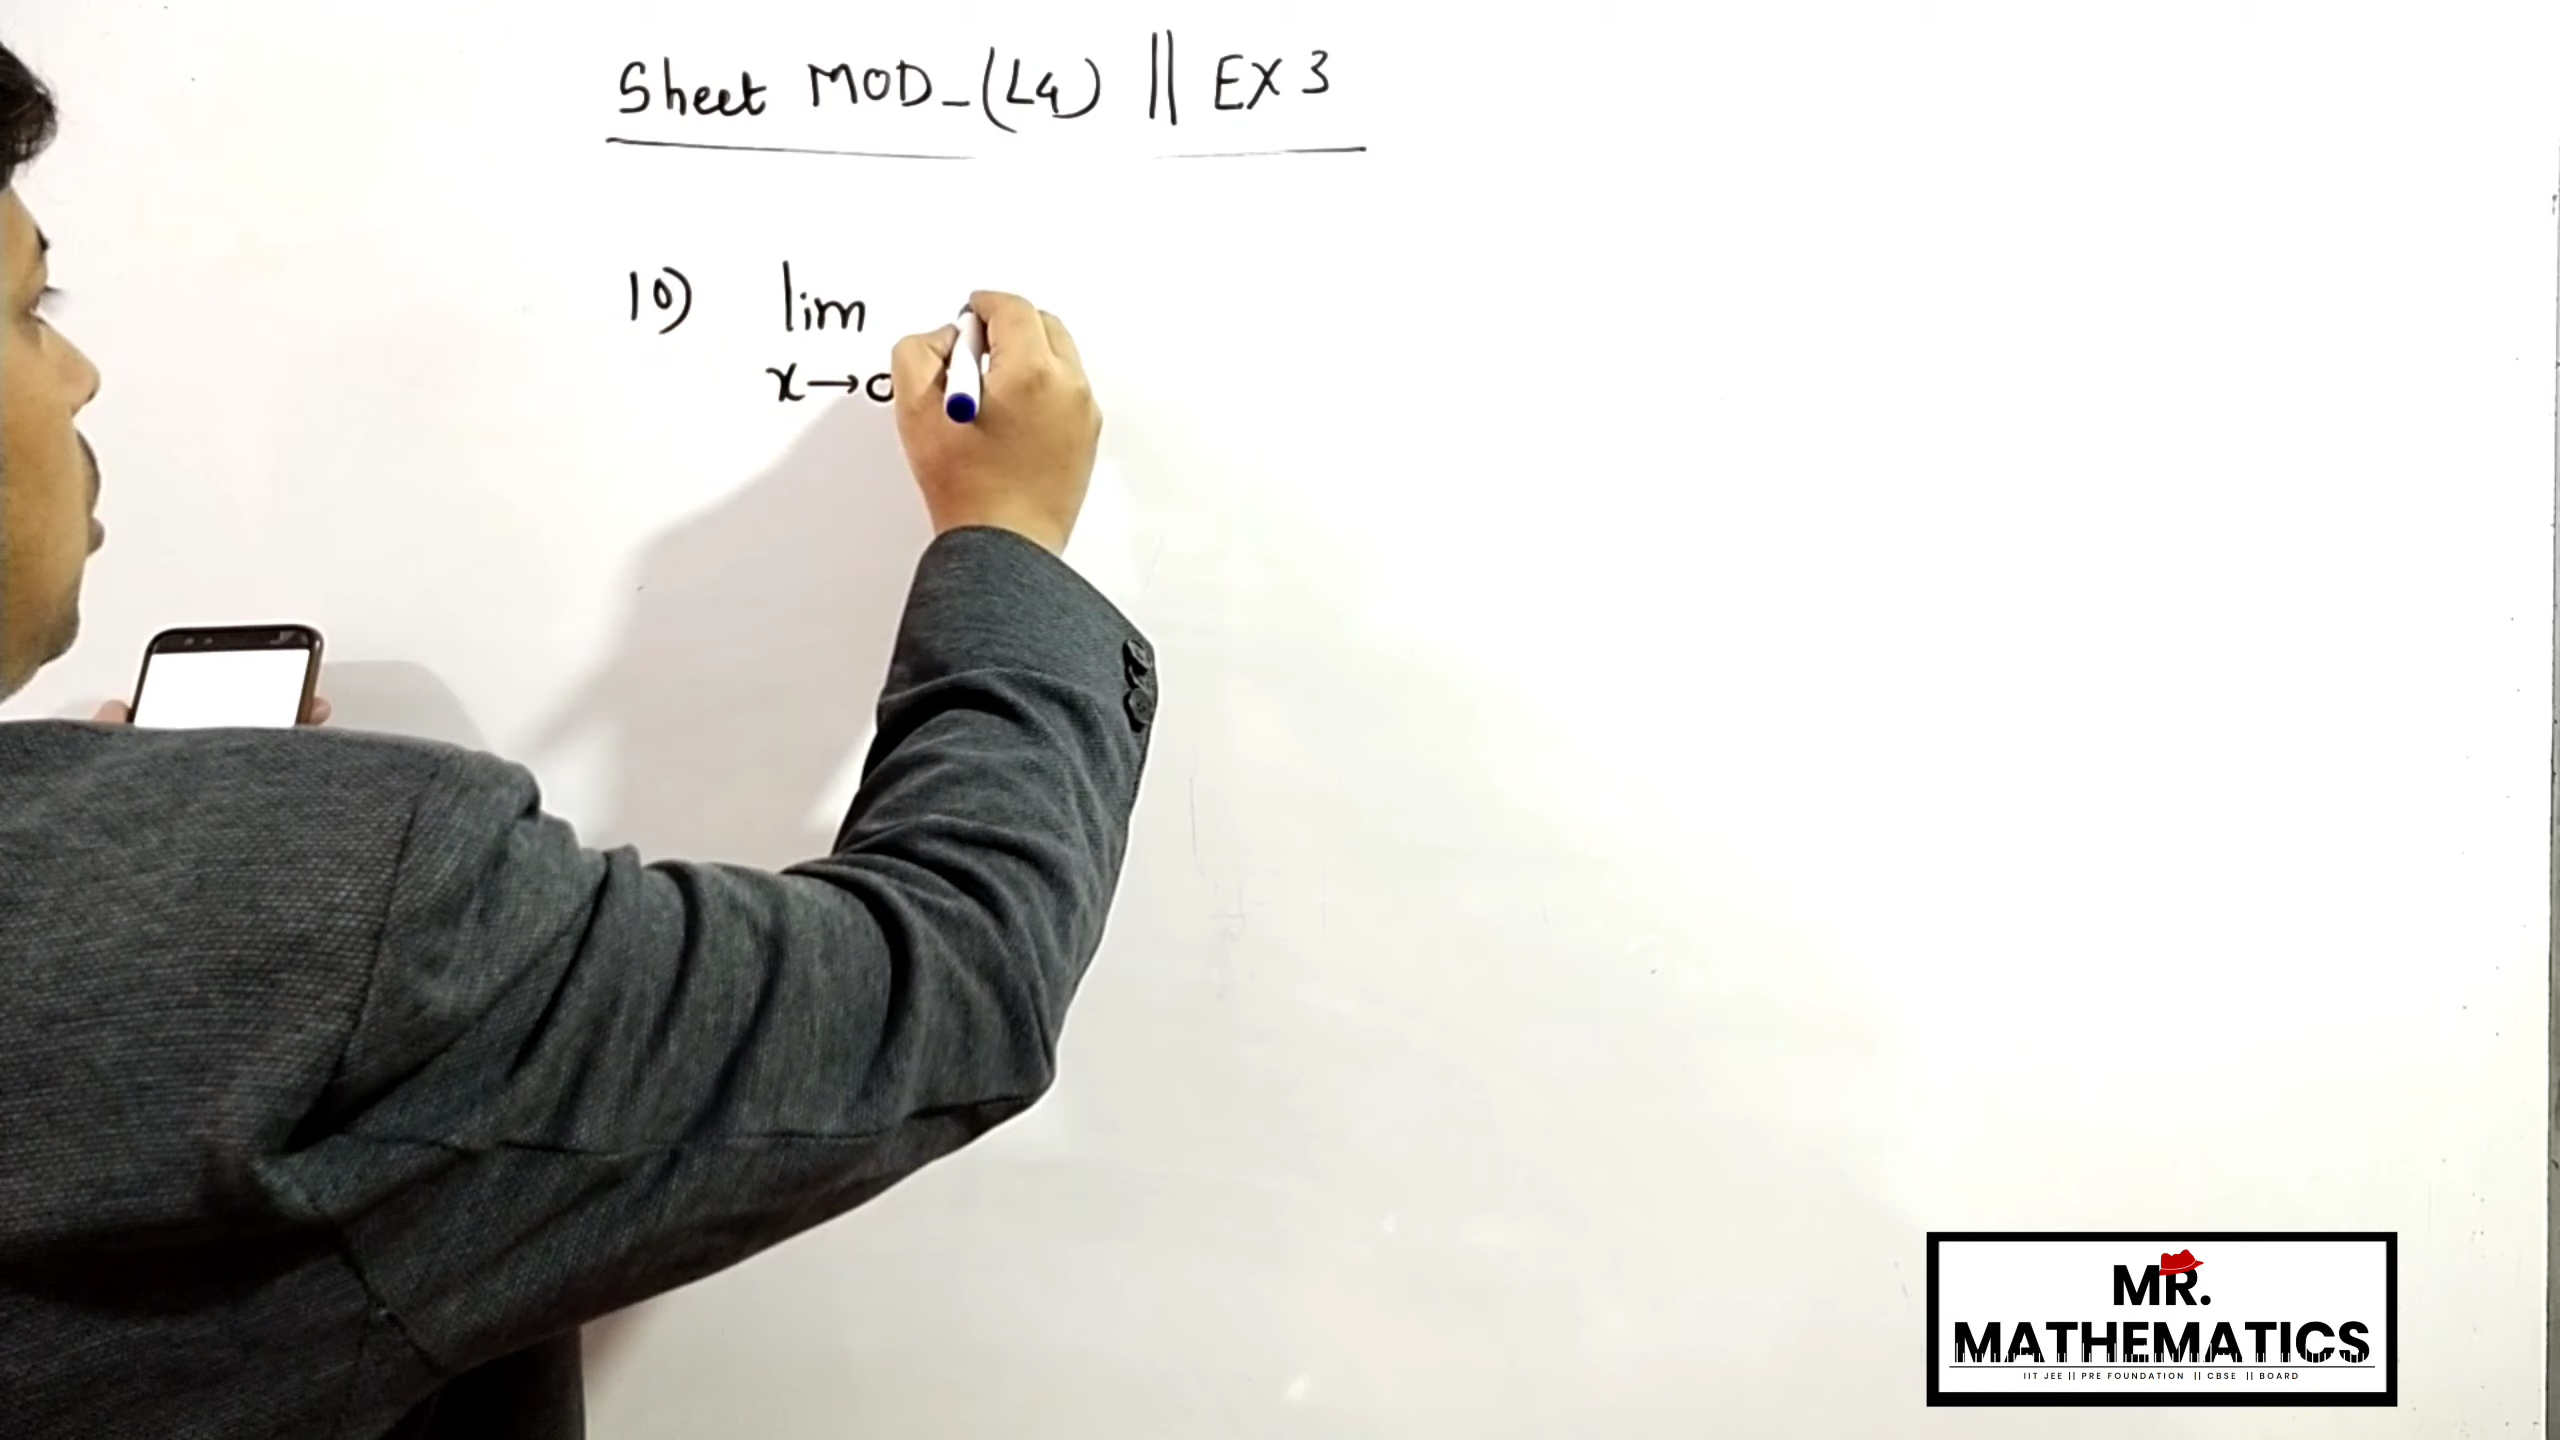 Sheet MOD_(L4) || EX 3
10) lim
x→0
MR.
MATHEMATICS
IIT JEE || PRE FOUNDATION || CBSE || BOARD